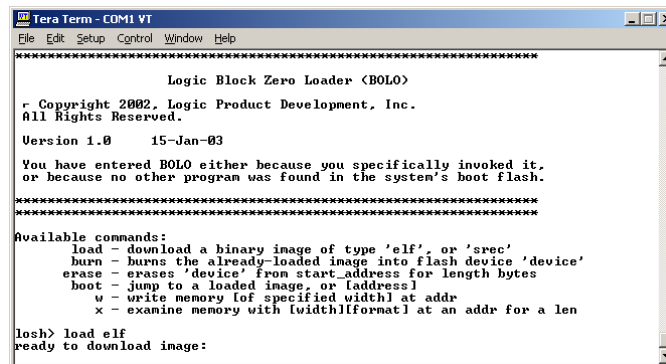 Tera Term - COM1 VT
File Edit Setup Control Window Help
**********************************************************************
Logic Block Zero Loader (BOLO)
r Copyright 2002, Logic Product Development, Inc.
All Rights Reserved.
Version 1.0 15-Jan-03
You have entered BOLO either because you specifically invoked it,
or because no other program was found in the system's boot flash.
**********************************************************************
**********************************************************************
Available commands:
load - download a binary image of type 'elf', or 'srec'
burn - burns the already-loaded image into flash device 'device'
erase - erases 'device' from start_address for length bytes
boot - jump to a loaded image, or [address]
w - write memory [of specified width] at addr
x - examine memory with [width][format] at an addr for a len
losh> load elf
ready to download image: